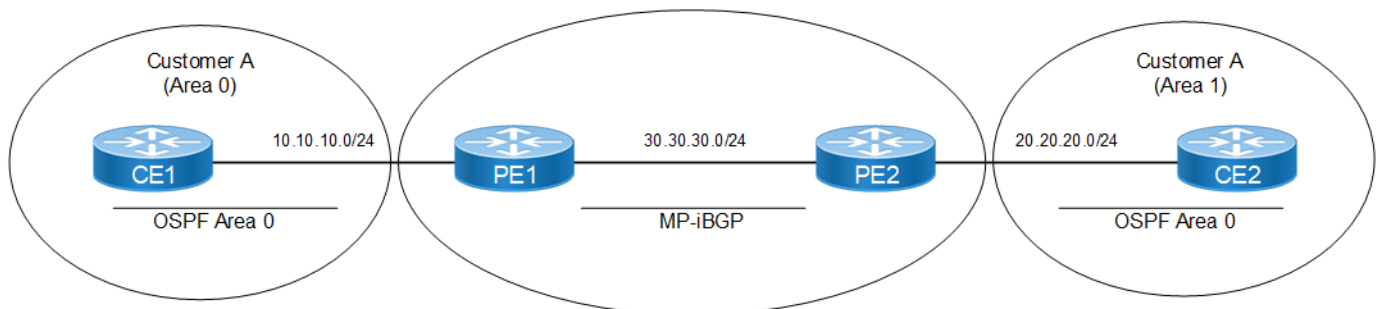 Customer A
(Area 0)
CE1
10.10.10.0/24
OSPF Area 0
PE1
30.30.30.0/24
PE2
MP-iBGP
Customer A
(Area 1)
20.20.20.0/24
CE2
OSPF Area 0